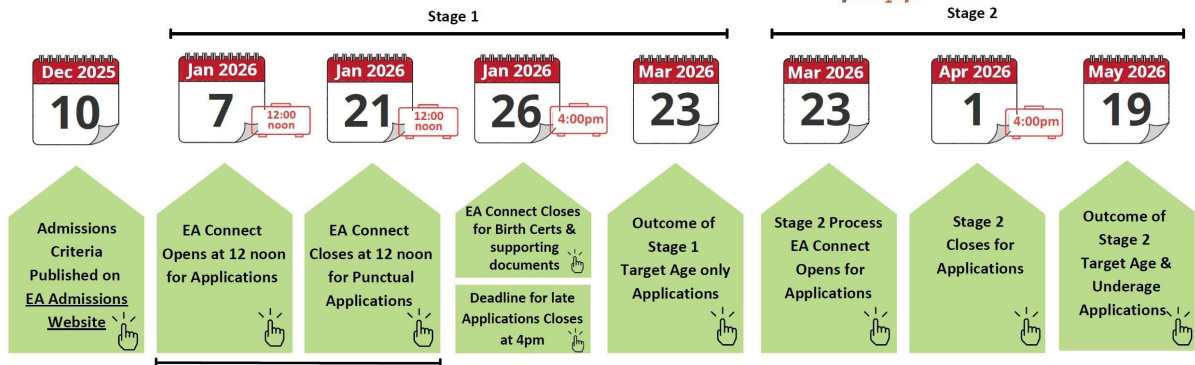 Stage 1
Stage 2
Dec 2025
10
Jan 2026
7
12:00
noon
Jan 2026
21
12:00
noon
Jan 2026
26
4:00pm
Mar 2026
23
Mar 2026
23
Apr 2026
1
4:00pm
May 2026
19
Admissions
Criteria
Published on
EA Admissions
Website
EA Connect
Opens at 12 noon
for Applications
EA Connect
Closes at 12 noon
for Punctual
Applications
EA Connect Closes
for Birth Certs &
supporting
documents
Deadline for late
Applications Closes
at 4pm
Outcome of
Stage 1
Target Age only
Applications
Stage 2 Process
EA Connect
Opens for
Applications
Stage 2
Closes for
Applications
Outcome of
Stage 2
Target Age &
Underage
Applications